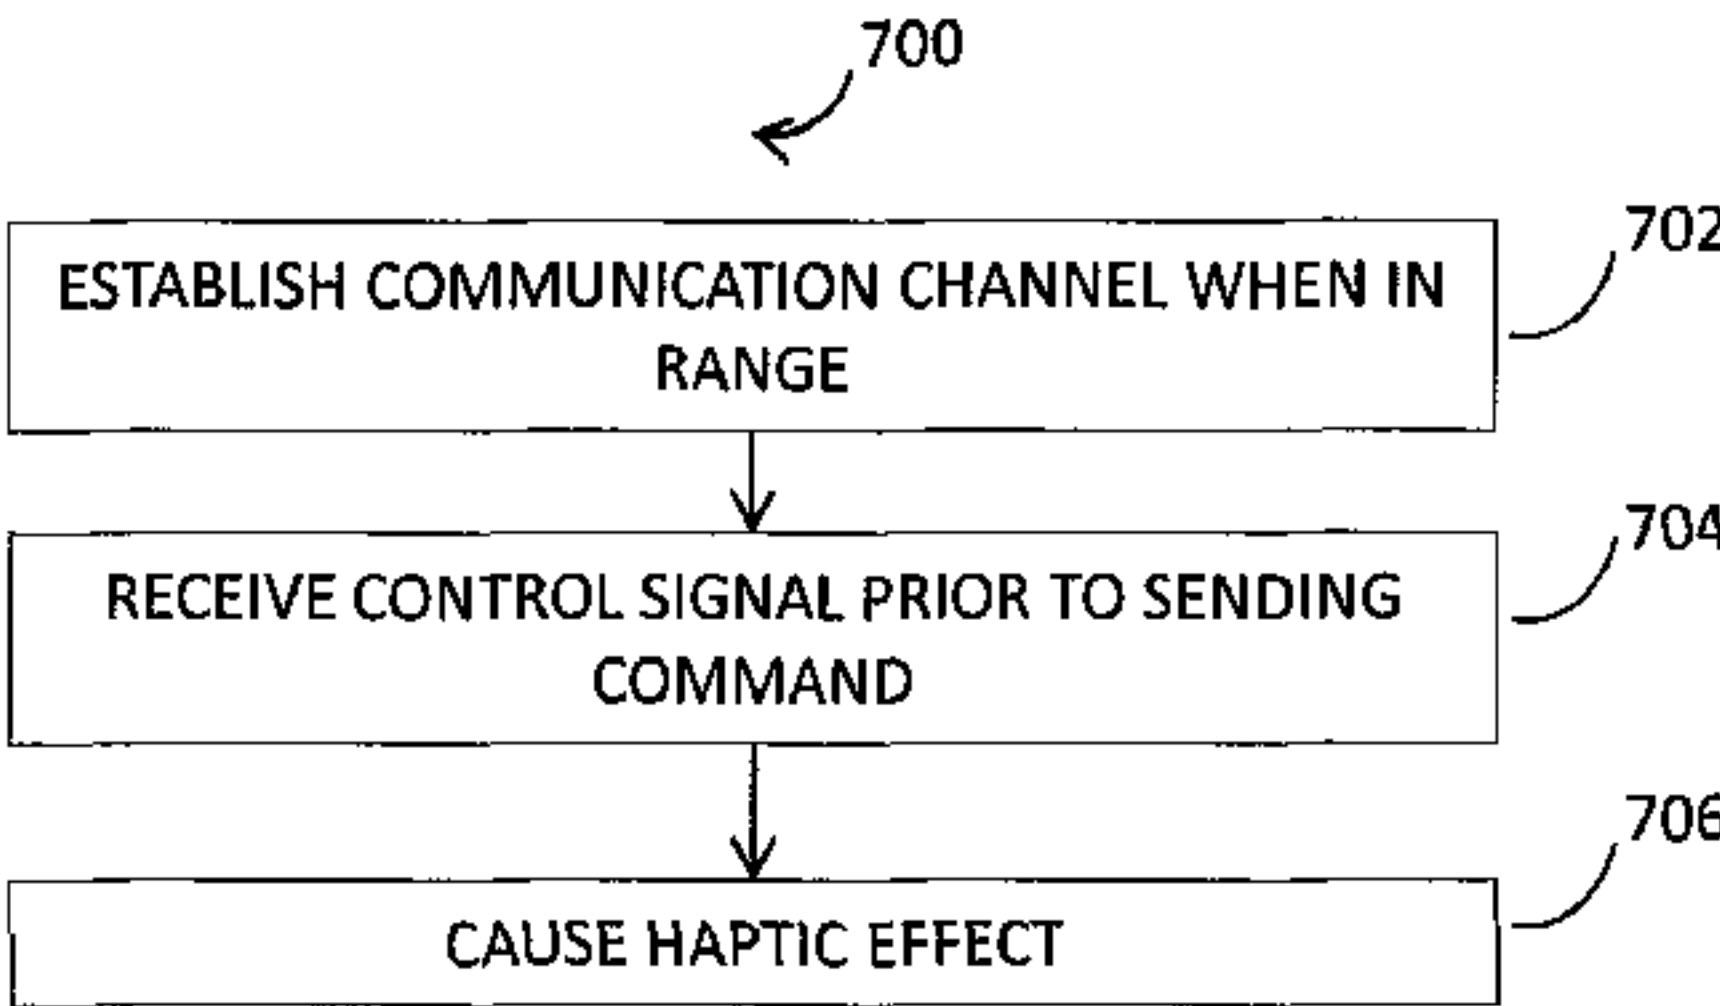 700
702
ESTABLISH COMMUNICATION CHANNEL WHEN IN
RANGE
704
RECEIVE CONTROL SIGNAL PRIOR TO SENDING
COMMAND
706
CAUSE HAPTIC EFFECT